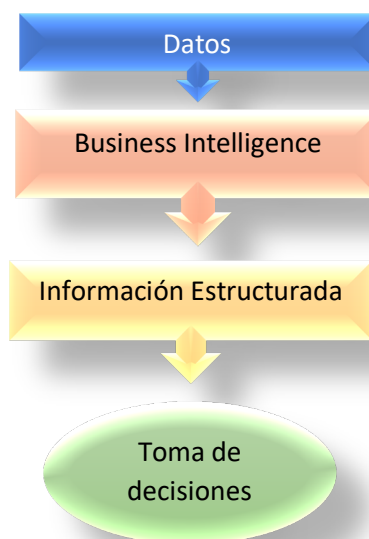 Datos
Business Intelligence
Información Estructurada
Toma de
decisiones